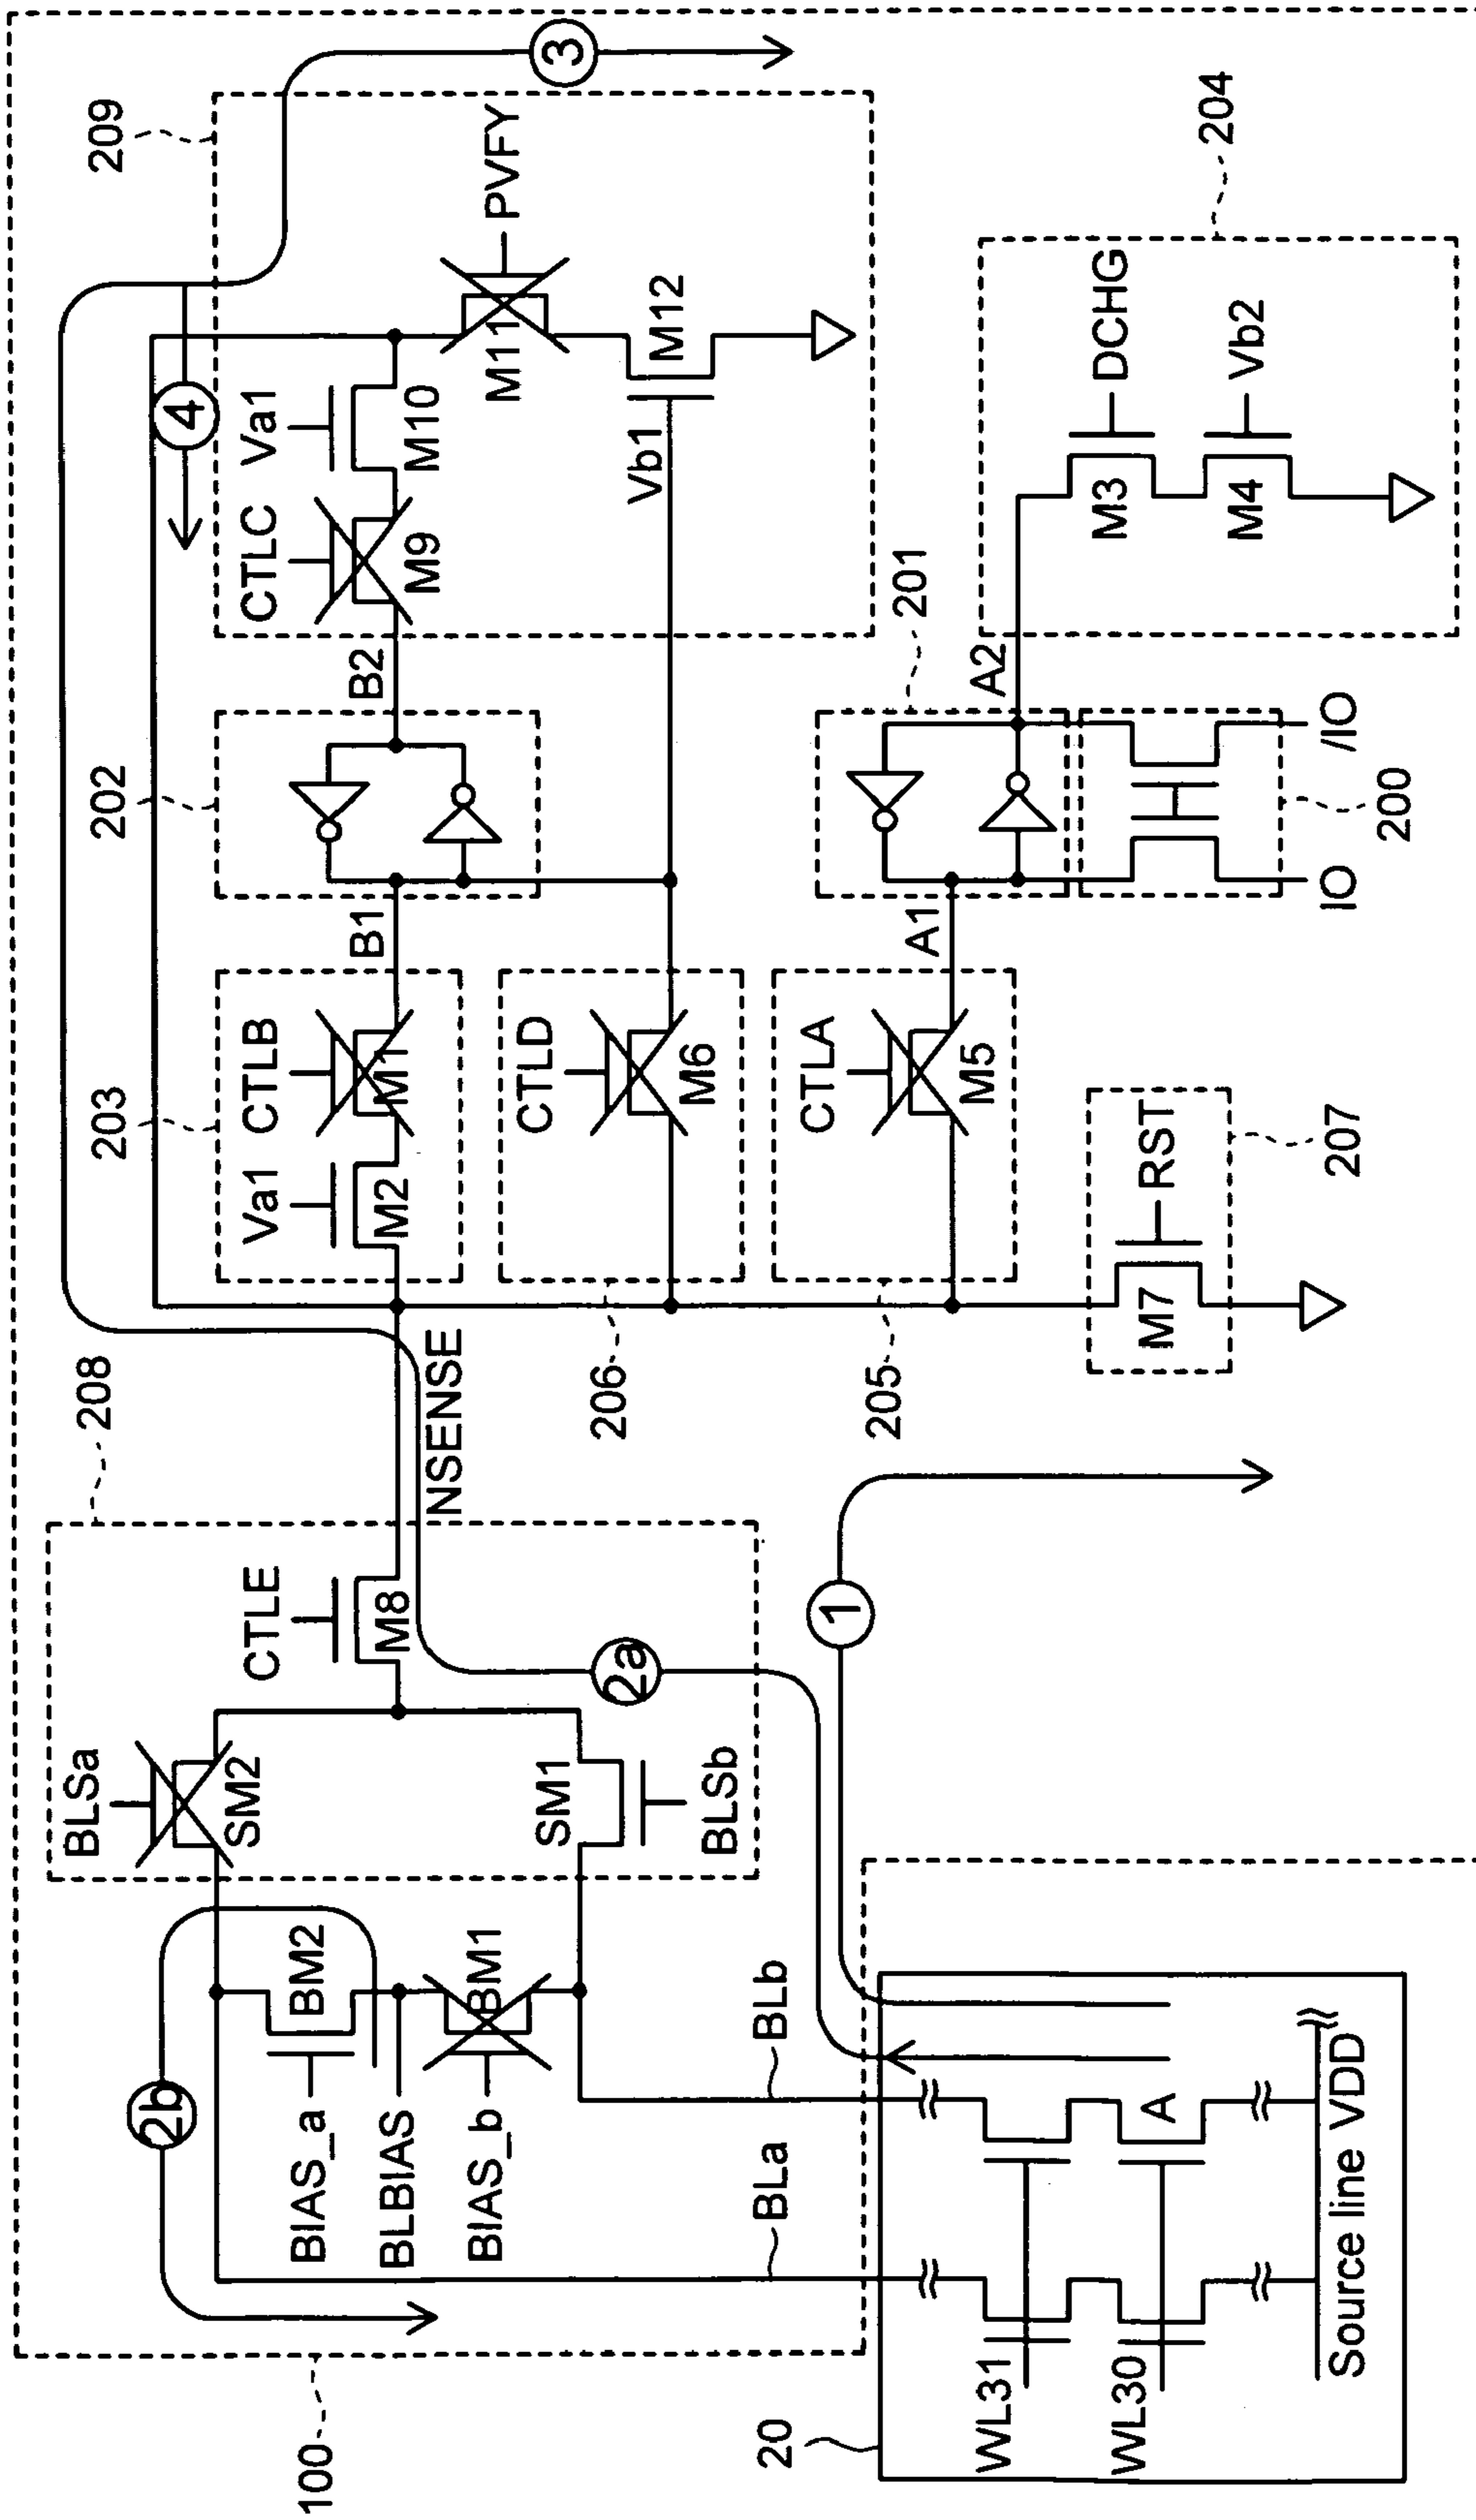 100
208
203
202
209
2b
BLSa
SM2
CTLE
M8
Va1
CTLB
M2
M1
B1
B2
CTLC
Va1
M9
M10
4
3
BIAS_a
BM2
BLBIAS
BIAS_b
BM1
SM1
BLSb
2a
NSENSE
206
CTLD
M6
Vb1
M11
PVFY
M12
20
BLa
BLb
1
205
CTLA
M5
A1
201
A2
204
WL31
WL30
A
Source line VDD
M7
RST
207
IO
/IO
200
M3
DCHG
M4
Vb2